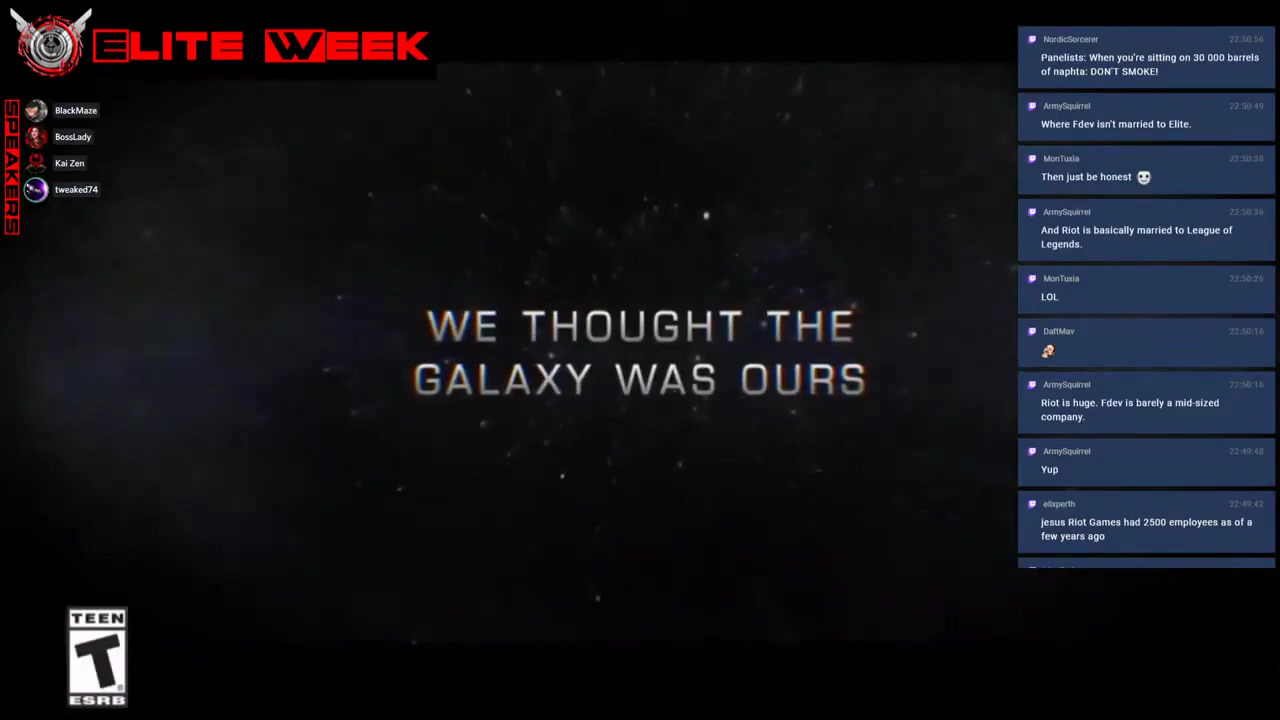 ELITE WEEK
SPEAKERS
BlackMaze
BossLady
Kai Zen
tweaked74
WE THOUGHT THE
GALAXY WAS OURS
TEEN
T
ESRB
NordicSorcerer 22:50:56
Panelists: When you're sitting on 30 000 barrels
of naphta: DON'T SMOKE!
ArmySquirrel 22:50:49
Where Fdev isn't married to Elite.
MonTuxia 22:50:38
Then just be honest
ArmySquirrel 22:50:36
And Riot is basically married to League of
Legends.
MonTuxia 22:50:26
LOL
DaftMav 22:50:16
ArmySquirrel 22:50:16
Riot is huge. Fdev is barely a mid-sized
company.
ArmySquirrel 22:49:48
Yup
elixperth 22:49:42
jesus Riot Games had 2500 employees as of a
few years ago